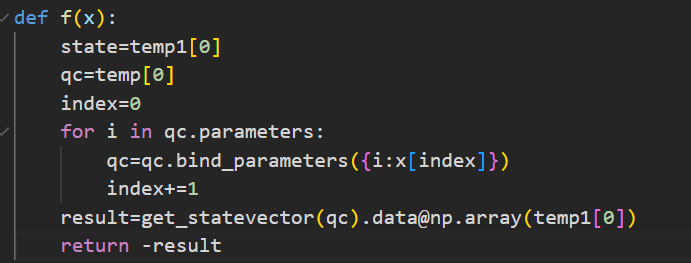 def f(x):
    state=temp1[0]
    qc=temp[0]
    index=0
    for i in qc.parameters:
        qc=qc.bind_parameters({i:x[index]})
        index+=1
    result=get_statevector(qc).data@np.array(temp1[0])
    return -result